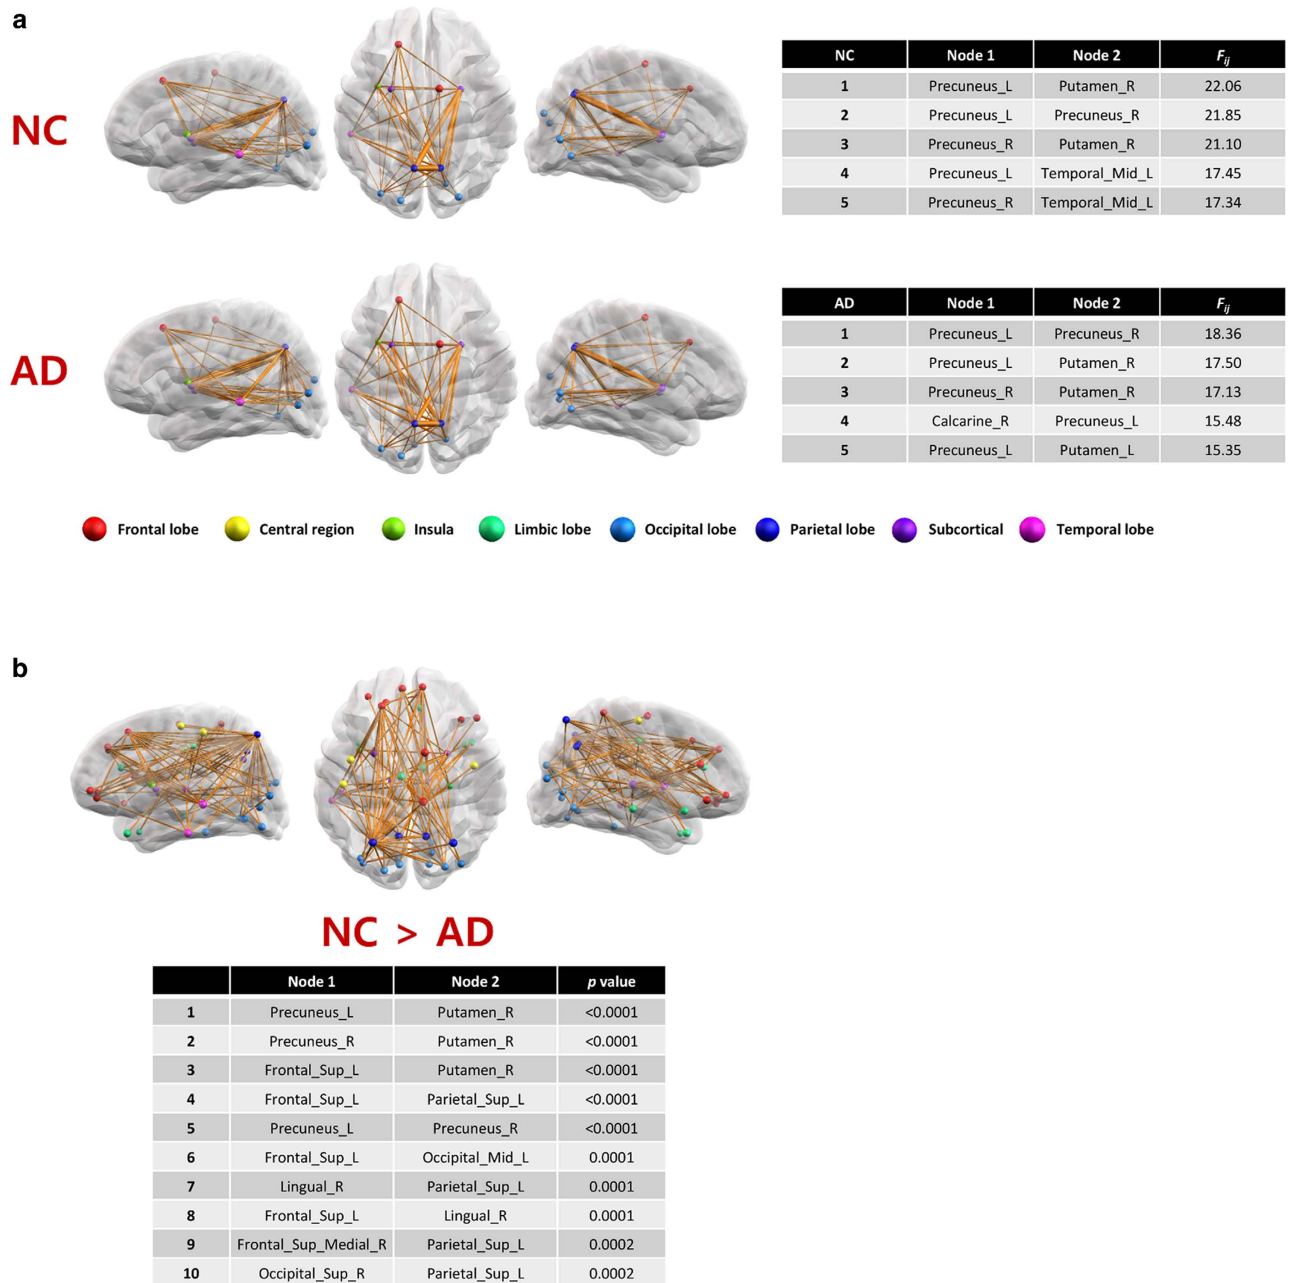 a
NC
NC Node 1 Node 2 Fij
1 Precuneus_L Putamen_R 22.06
2 Precuneus_L Precuneus_R 21.85
3 Precuneus_R Putamen_R 21.10
4 Precuneus_L Temporal_Mid_L 17.45
5 Precuneus_R Temporal_Mid_L 17.34
AD
AD Node 1 Node 2 Fij
1 Precuneus_L Precuneus_R 18.36
2 Precuneus_L Putamen_R 17.50
3 Precuneus_R Putamen_R 17.13
4 Calcarine_R Precuneus_L 15.48
5 Precuneus_L Putamen_L 15.35
Frontal lobe Central region Insula Limbic lobe Occipital lobe Parietal lobe Subcortical Temporal lobe
b
NC > AD
Node 1 Node 2 p value
1 Precuneus_L Putamen_R <0.0001
2 Precuneus_R Putamen_R <0.0001
3 Frontal_Sup_L Putamen_R <0.0001
4 Frontal_Sup_L Parietal_Sup_L <0.0001
5 Precuneus_L Precuneus_R <0.0001
6 Frontal_Sup_L Occipital_Mid_L 0.0001
7 Lingual_R Parietal_Sup_L 0.0001
8 Frontal_Sup_L Lingual_R 0.0001
9 Frontal_Sup_Medial_R Parietal_Sup_L 0.0002
10 Occipital_Sup_R Parietal_Sup_L 0.0002